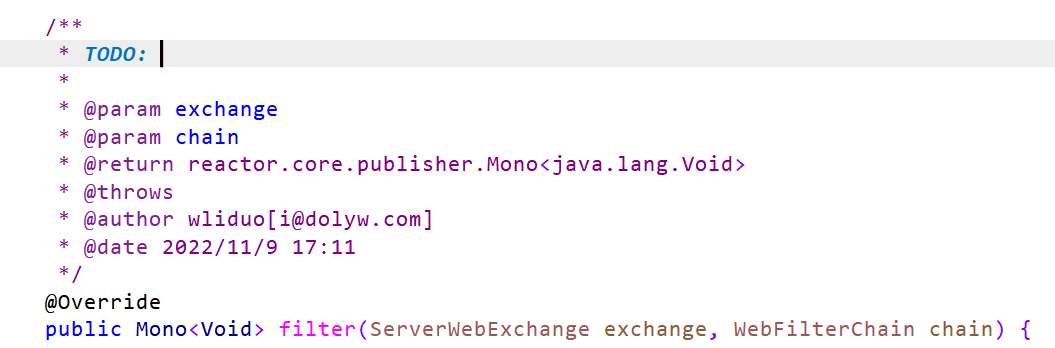 /**
 * TODO:
 *
 * @param exchange
 * @param chain
 * @return reactor.core.publisher.Mono<java.lang.Void>
 * @throws
 * @author wliduo[i@dolyw.com]
 * @date 2022/11/9 17:11
 */
@Override
public Mono<Void> filter(ServerWebExchange exchange, WebFilterChain chain) {